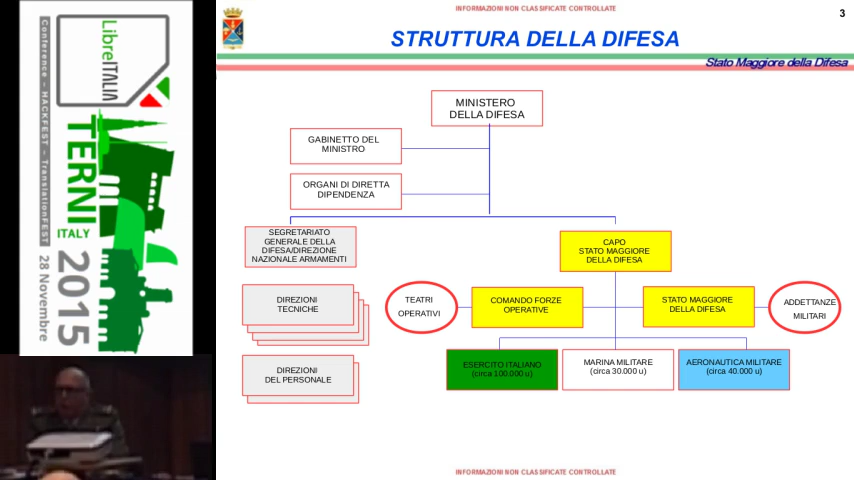 INFORMAZIONI NON CLASSIFICATE CONTROLLATE
3
STRUTTURA DELLA DIFESA
Stato Maggiore della Difesa
MINISTERO
DELLA DIFESA
GABINETTO DEL
MINISTRO
ORGANI DI DIRETTA
DIPENDENZA
SEGRETARIATO
GENERALE DELLA
DIFESA/DIREZIONE
NAZIONALE ARMAMENTI
CAPO
STATO MAGGIORE
DELLA DIFESA
DIREZIONI
TECNICHE
TEATRI
OPERATIVI
COMANDO FORZE
OPERATIVE
STATO MAGGIORE
DELLA DIFESA
ADDETTANZE
MILITARI
DIREZIONI
DEL PERSONALE
ESERCITO ITALIANO
(circa 100.000 u)
MARINA MILITARE
(circa 30.000 u)
AERONAUTICA MILITARE
(circa 40.000 u)
INFORMAZIONI NON CLASSIFICATE CONTROLLATE
LibreITALIA
Conference – HACKFEST – TranslationFEST
TERNI
ITALY
2015
28 Novembre